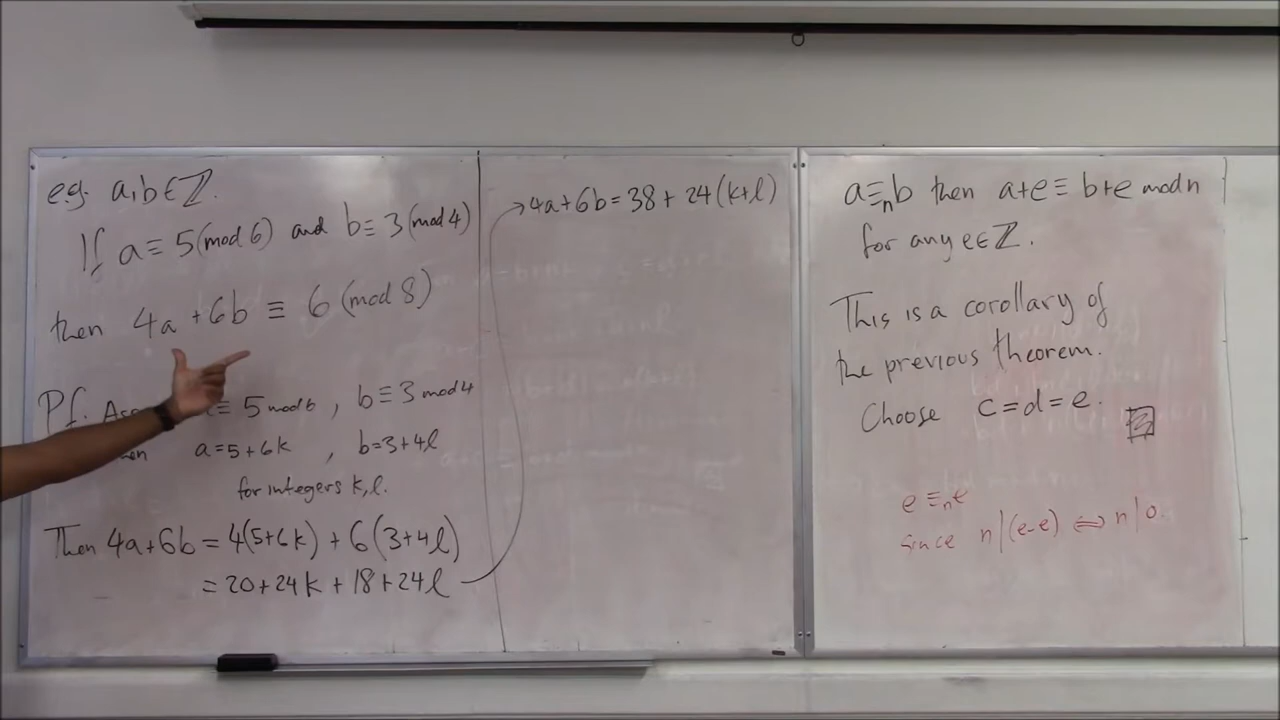 e.g. a,b∈ℤ.
If a≡5(mod 6) and b≡3(mod 4)
then 4a+6b ≡ 6 (mod 8)
Pf. ≡ 5 mod 6, b≡3 mod 4
a=5+6k, b=3+4l
for integers k,l.
Then 4a+6b = 4(5+6k) + 6(3+4l)
= 20+24k+18+24l
→4a+6b=38+24(k+l)
a≡ₙb then a+e≡b+e mod n
for any e∈ℤ.
This is a corollary of
the previous theorem.
Choose c=d=e.
e≡ₙe
since n|(e-e) ⟺ n|0.